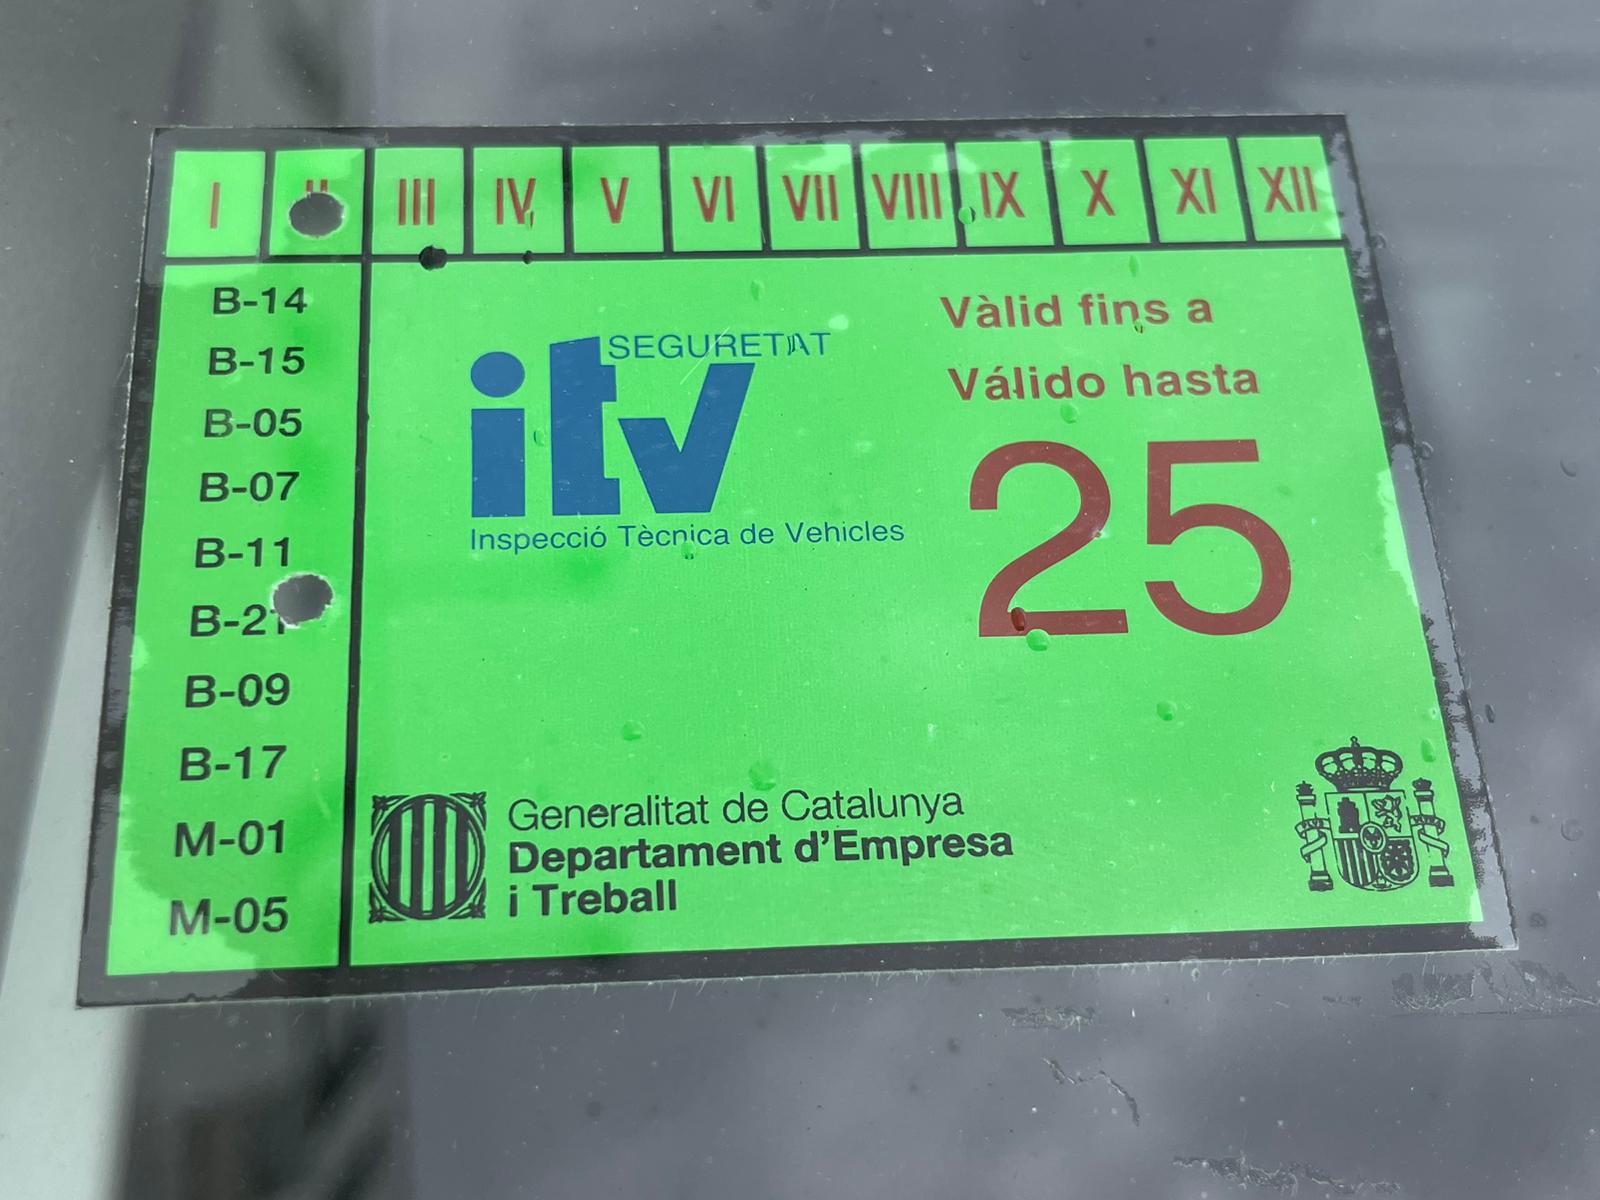 I II III IV V VI VII VIII IX X XI XII
B-14
B-15
B-05
B-07
B-11
B-21
B-09
B-17
M-01
M-05
SEGURETAT
itv
Inspecció Tècnica de Vehicles
Vàlid fins a
Válido hasta
25
Generalitat de Catalunya
Departament d'Empresa
i Treball